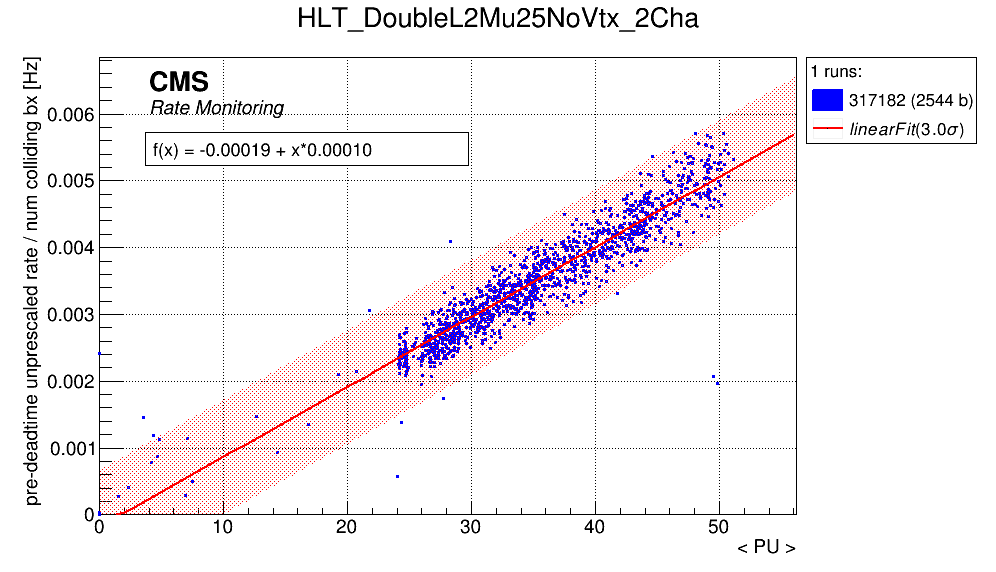 HLT_DoubleL2Mu25NoVtx_2Cha
pre-deadtime unprescaled rate / num colliding bx [Hz]
CMS
Rate Monitoring
f(x) = -0.00019 + x*0.00010
0.006
0.005
0.004
0.003
0.002
0.001
0
0 10 20 30 40 50
< PU >
1 runs:
317182 (2544 b)
linearFit(3.0σ)